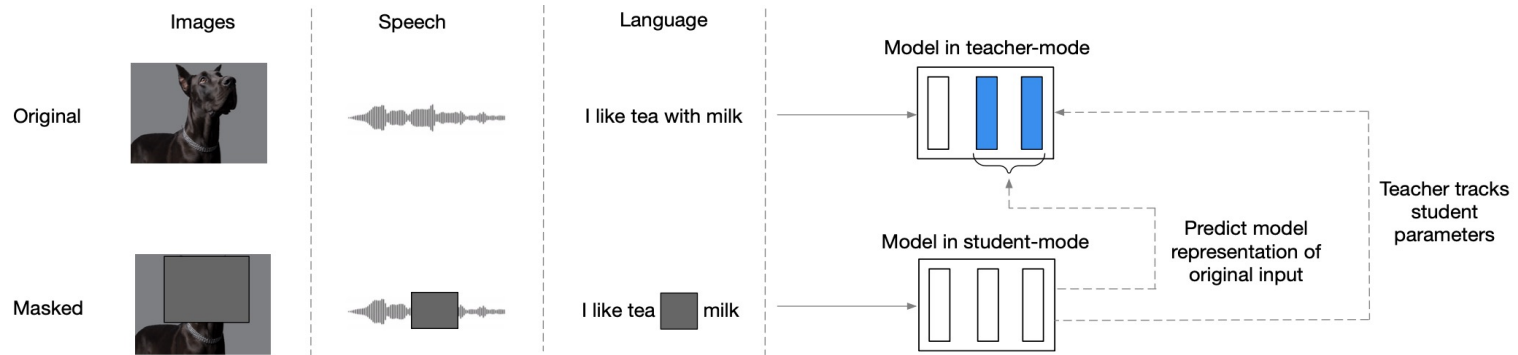 Images
Speech
Language
Original
I like tea with milk
Model in teacher-mode
Teacher tracks
student
parameters
Predict model
representation of
original input
Model in student-mode
Masked
I like tea milk